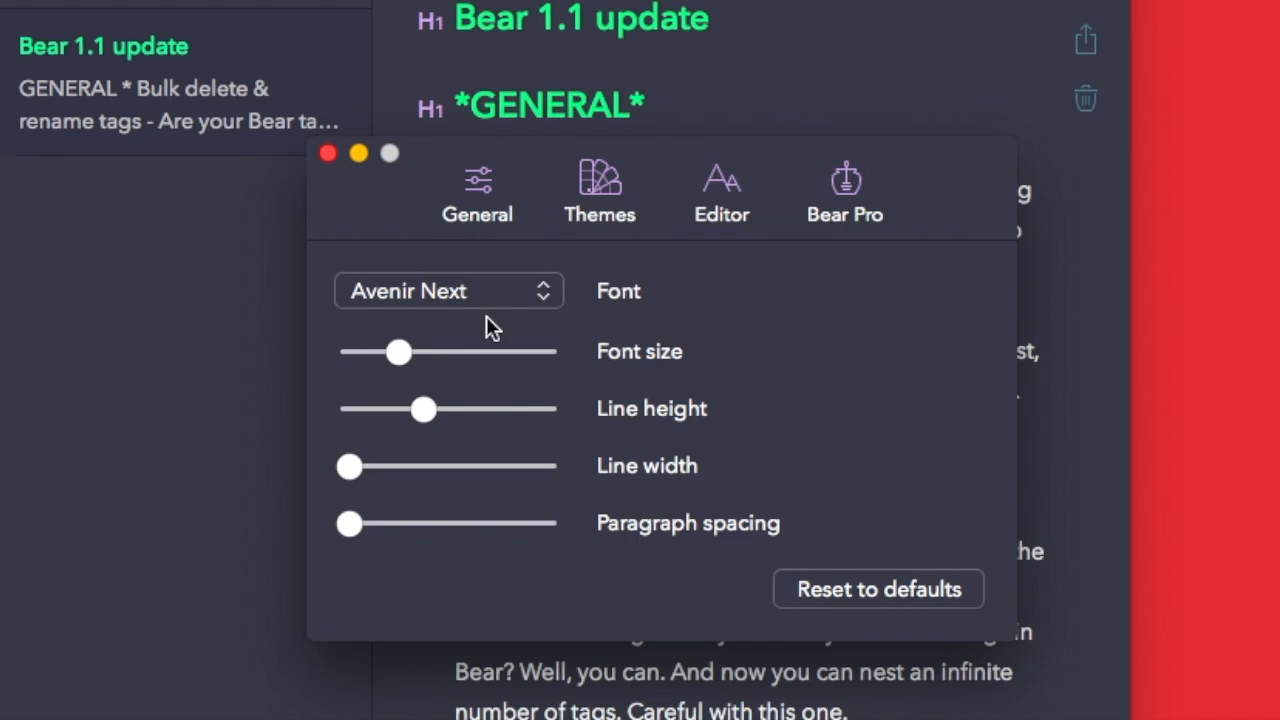 Bear 1.1 update
GENERAL * Bulk delete &
rename tags - Are your Bear ta...
H1 Bear 1.1 update
H1 *GENERAL*
General
Themes
Editor
Bear Pro
Avenir Next
Font
Font size
Line height
Line width
Paragraph spacing
Reset to defaults
Bear? Well, you can. And now you can nest an infinite
number of tags. Careful with this one.